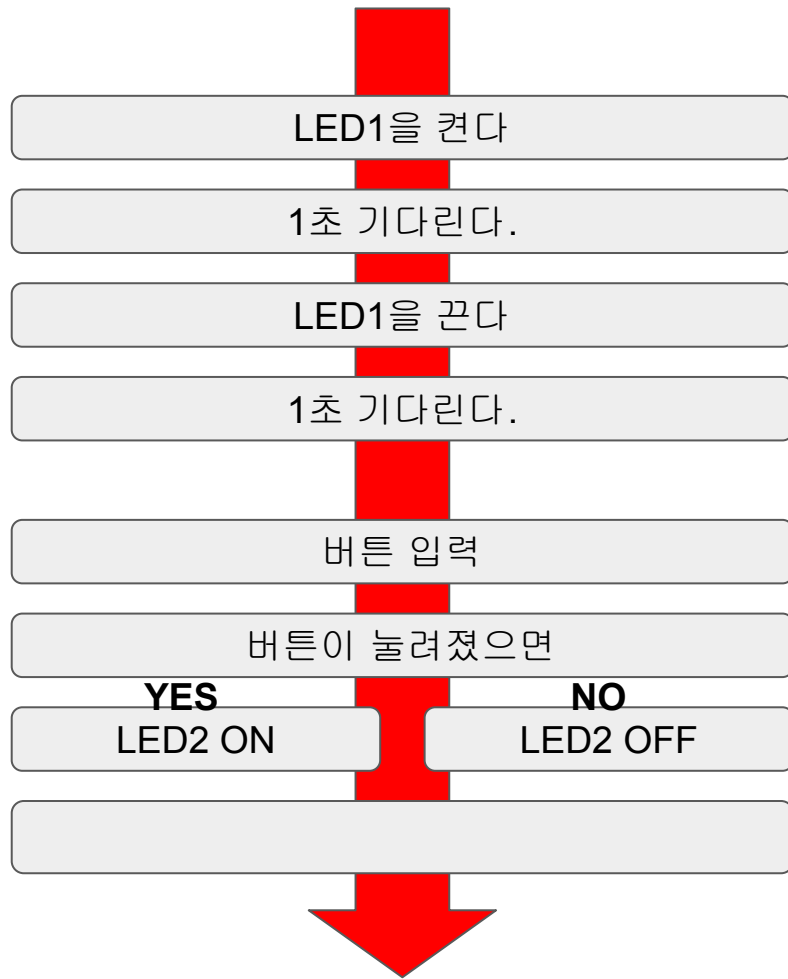 LED1을 켠다
1초 기다린다.
LED1을 끈다
1초 기다린다.
버튼 입력
버튼이 눌려졌으면
YES
NO
LED2 ON
LED2 OFF